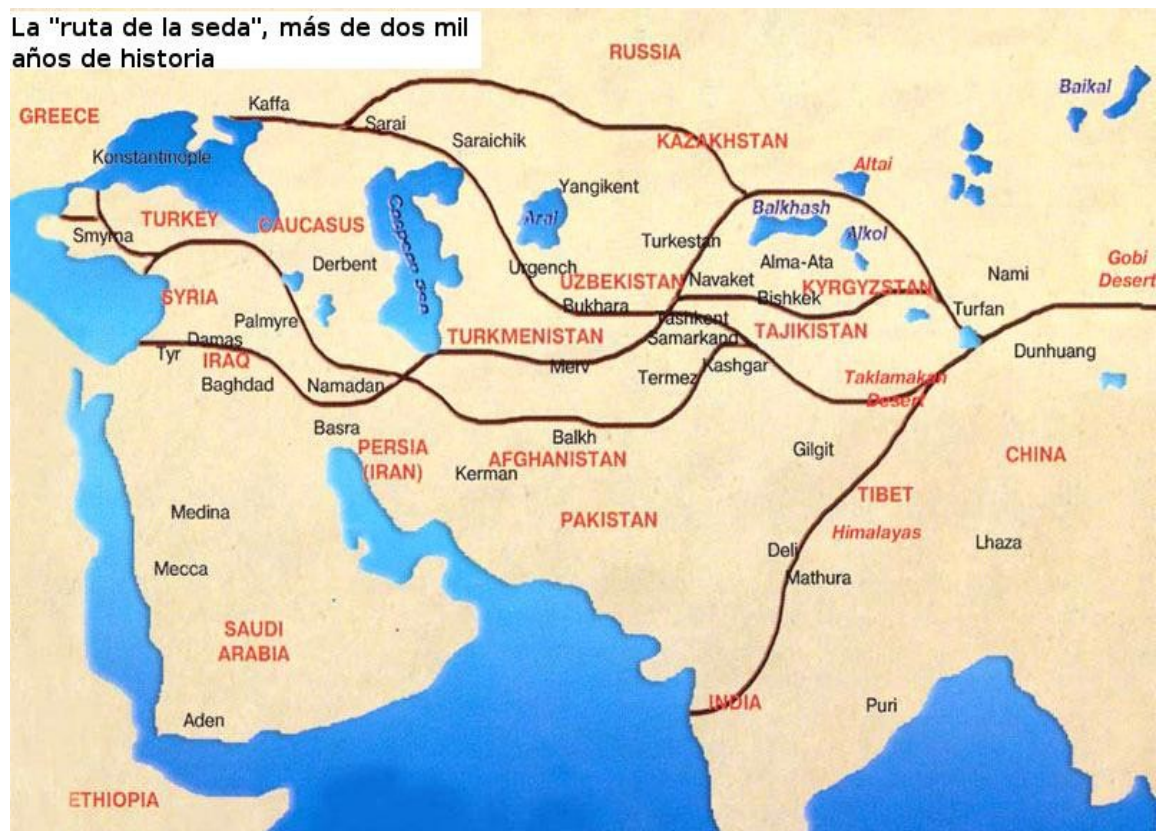 La "ruta de la seda", más de dos mil
años de historia
RUSSIA
Baikal
GREECE
Kaffa
Sarai
Saraichik
KAZAKHSTAN
Konstantinople
Altai
Yangikent
TURKEY
CAUCASUS
Caspean Sea
Aral
Balkhash
Alkol
Smyrna
Turkestan
Derbent
Urgench
Alma-Ata
Gobi
Desert
Nami
UZBEKISTAN
Navaket
KYRGYZSTAN
SYRIA
Bukhara
Bishkek
Turfan
Palmyre
Tashkent
TAJIKISTAN
Damas
TURKMENISTAN
Samarkand
Tyr
IRAQ
Dunhuang
Baghdad
Namadan
Merv
Termez
Kashgar
Taklamakan
Desert
Basra
Balkh
PERSIA
(IRAN)
AFGHANISTAN
Gilgit
CHINA
Kerman
TIBET
Medina
PAKISTAN
Himalayas
Lhaza
Deli
Mecca
Mathura
SAUDI
ARABIA
INDIA
Puri
Aden
ETHIOPIA